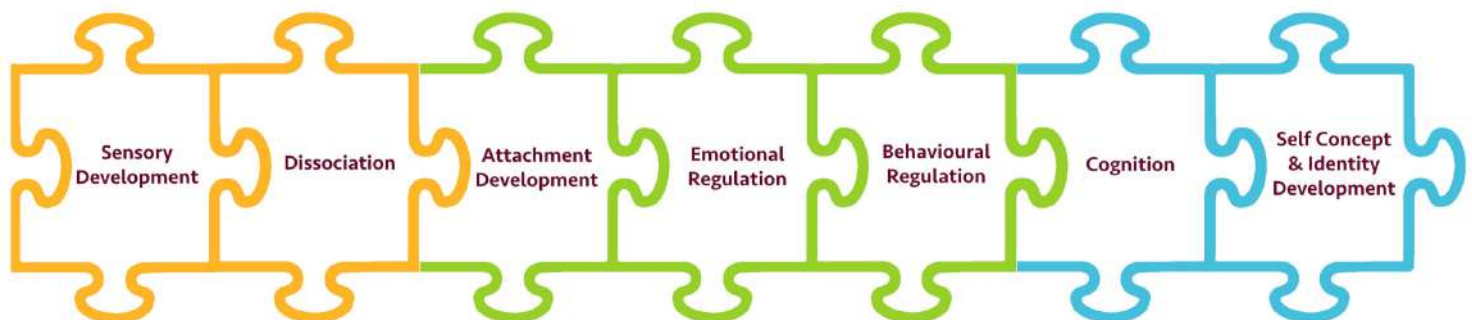 Sensory
Development
Dissociation
Attachment
Development
Emotional
Regulation
Behavioural
Regulation
Cognition
Self Concept
& Identity
Development